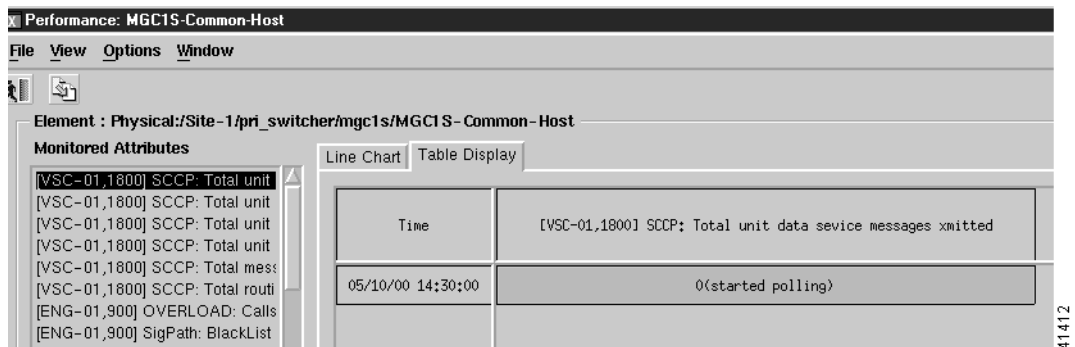 X Performance: MGC1S-Common-Host
File View Options Window
Element : Physical:/Site-1/pri_switcher/mgc1s/MGC1S-Common-Host
Monitored Attributes
Line Chart
Table Display
[VSC-01,1800] SCCP: Total unit
[VSC-01,1800] SCCP: Total unit
[VSC-01,1800] SCCP: Total unit
[VSC-01,1800] SCCP: Total unit
[VSC-01,1800] SCCP: Total mess
[VSC-01,1800] SCCP: Total routi
[ENG-01,900] OVERLOAD: Calls
[ENG-01,900] SigPath: BlackList
Time
[VSC-01,1800] SCCP: Total unit data sevice messages xmitted
05/10/00 14:30:00
0(started polling)
41412